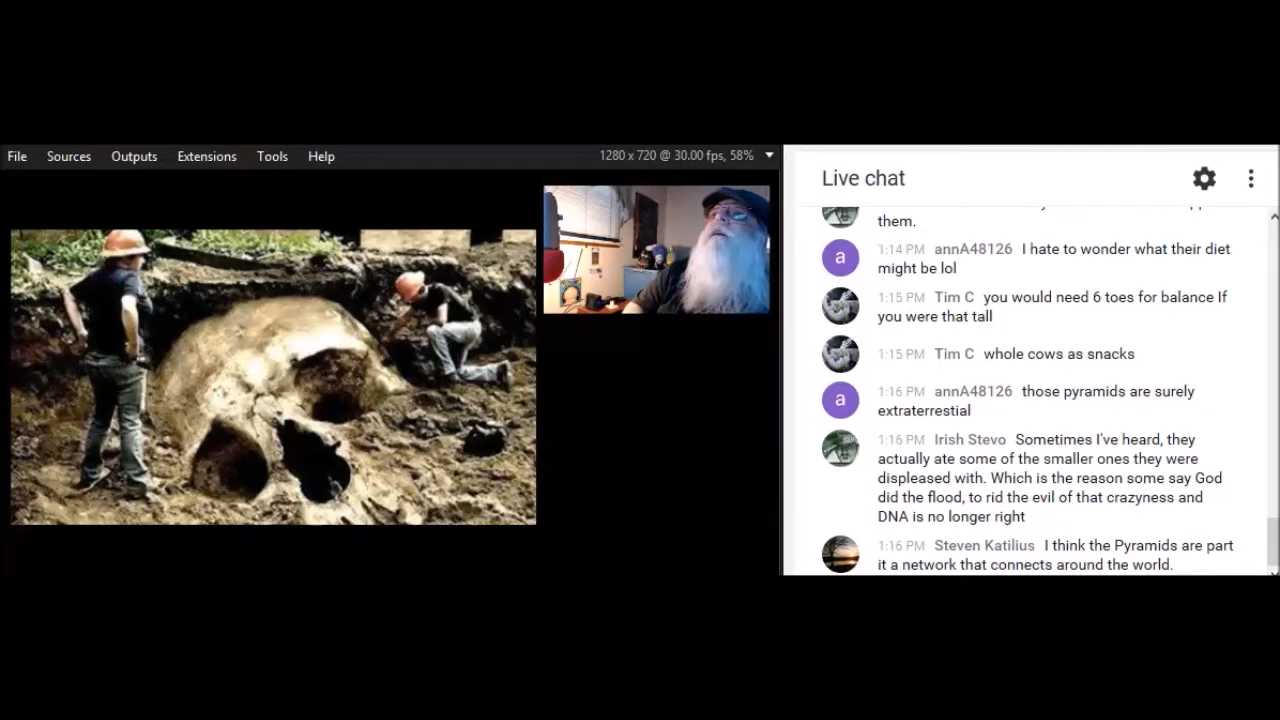 File Sources Outputs Extensions Tools Help 1280 x 720 @ 30.00 fps, 58%
Live chat
them.
a 1:14 PM annA48126 I hate to wonder what their diet
might be lol
1:15 PM Tim C you would need 6 toes for balance If
you were that tall
1:15 PM Tim C whole cows as snacks
a 1:16 PM annA48126 those pyramids are surely
extraterrestial
1:16 PM Irish Stevo Sometimes I've heard, they
actually ate some of the smaller ones they were
displeased with. Which is the reason some say God
did the flood, to rid the evil of that crazyness and
DNA is no longer right
1:16 PM Steven Katilius I think the Pyramids are part
it a network that connects around the world.